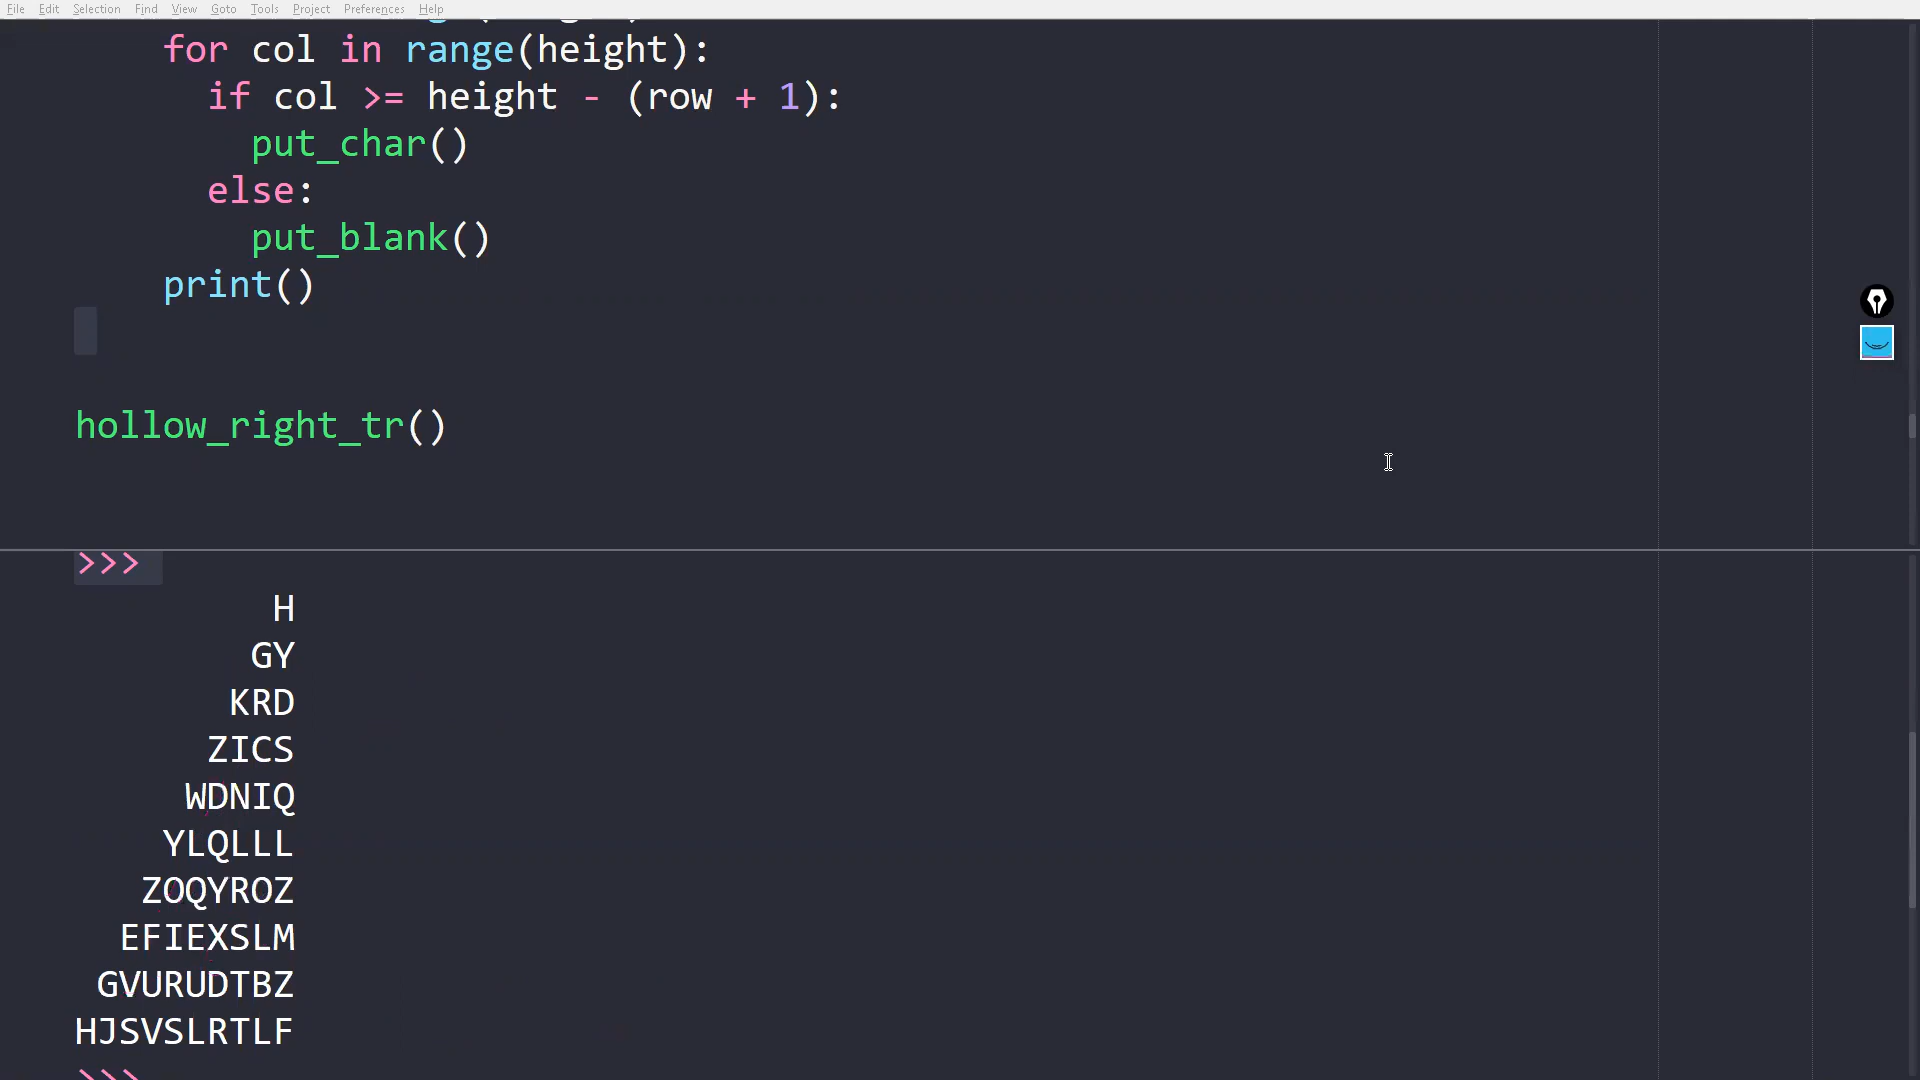 File Edit Selection Find View Goto Tools Project Preferences Help
for col in range(height):
if col >= height - (row + 1):
put_char()
else:
put_blank()
print()
hollow_right_tr()
>>>
H
GY
KRD
ZICS
WDNIQ
YLQLLL
ZOQYROZ
EFIEXSLM
GVURUDTBZ
HJSVSLRTLF
>>>